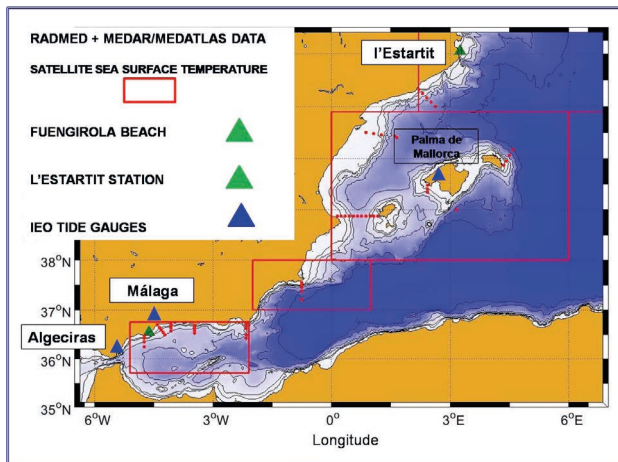 RADMED + MEDAR/MEDATLAS DATA
SATELLITE SEA SURFACE TEMPERATURE
FUENGIROLA BEACH
L'ESTARTIT STATION
IEO TIDE GAUGES
l'Estartit
Palma de
Mallorca
Málaga
Algeciras
38°N
37°N
36°N
35°N
6°W
3°W
0°
3°E
6°E
Longitude